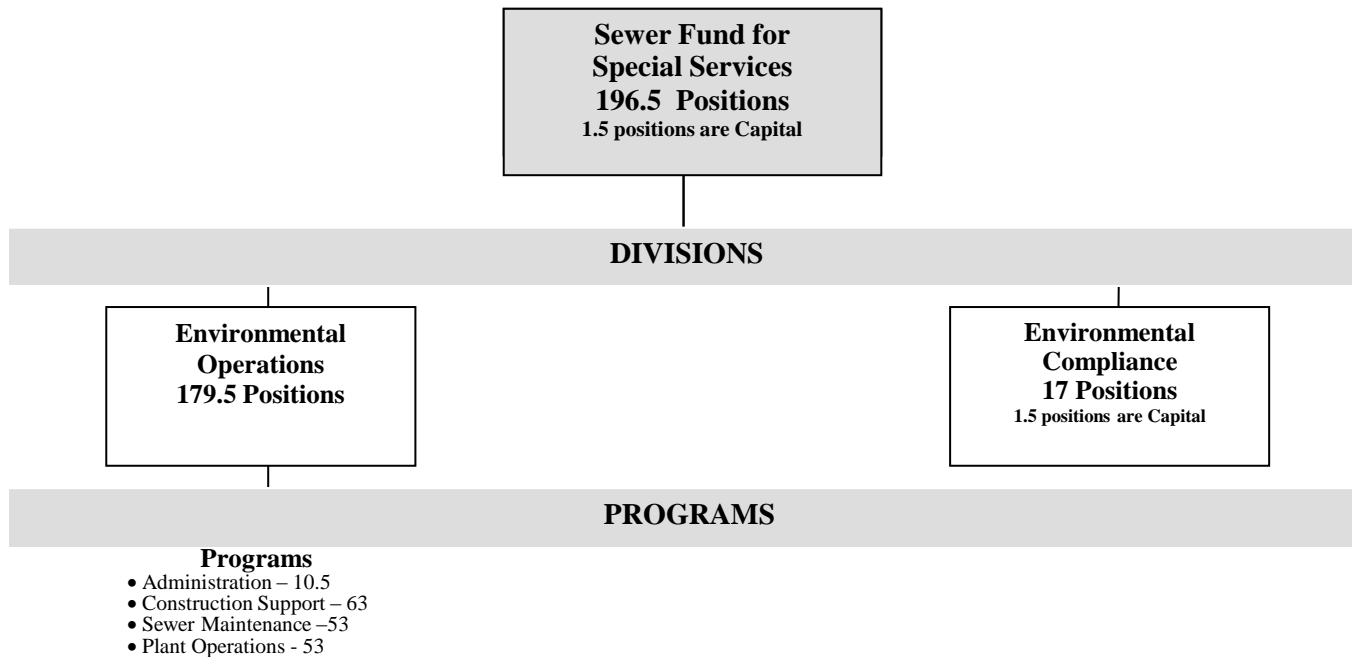 Sewer Fund for
Special Services
196.5 Positions
1.5 positions are Capital
DIVISIONS
Environmental
Operations
179.5 Positions
Environmental
Compliance
17 Positions
1.5 positions are Capital
PROGRAMS
Programs
• Administration – 10.5
• Construction Support – 63
• Sewer Maintenance –53
• Plant Operations - 53